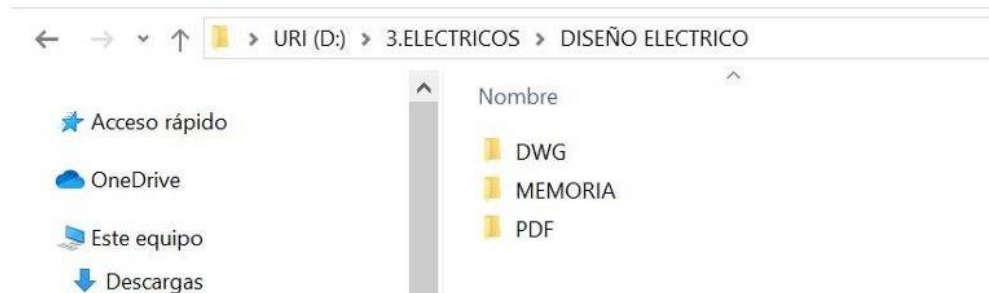 URI (D:) > 3.ELECTRICOS > DISEÑO ELECTRICO
Nombre
Acceso rápido
DWG
OneDrive
MEMORIA
Este equipo
PDF
Descargas